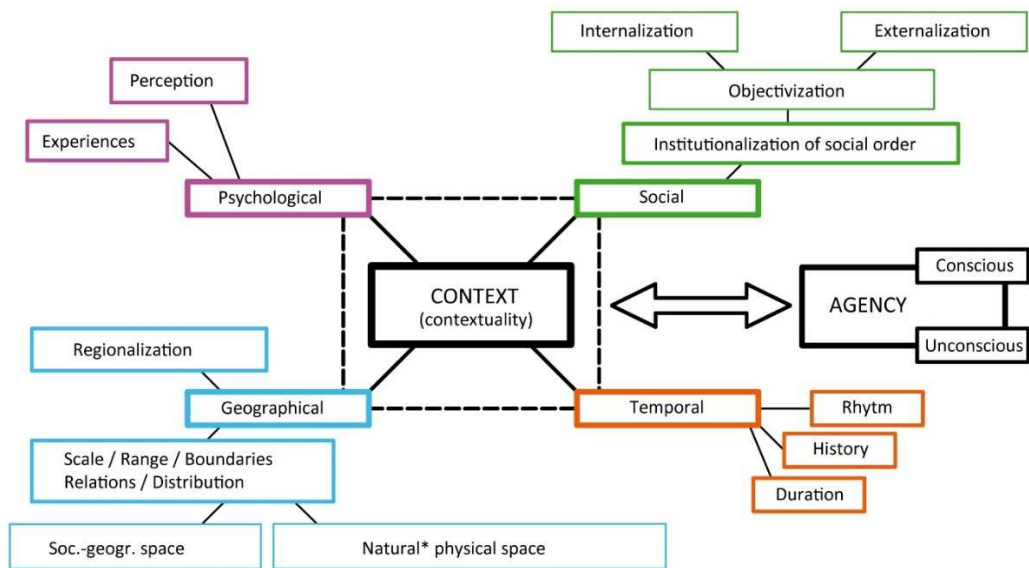 Internalization
Externalization
Perception
Objectivization
Experiences
Institutionalization of social order
Psychological
Social
CONTEXT
(contextuality)
AGENCY
Conscious
Unconscious
Regionalization
Geographical
Temporal
Rhytm
History
Duration
Scale / Range / Boundaries
Relations / Distribution
Soc.-geogr. space
Natural* physical space